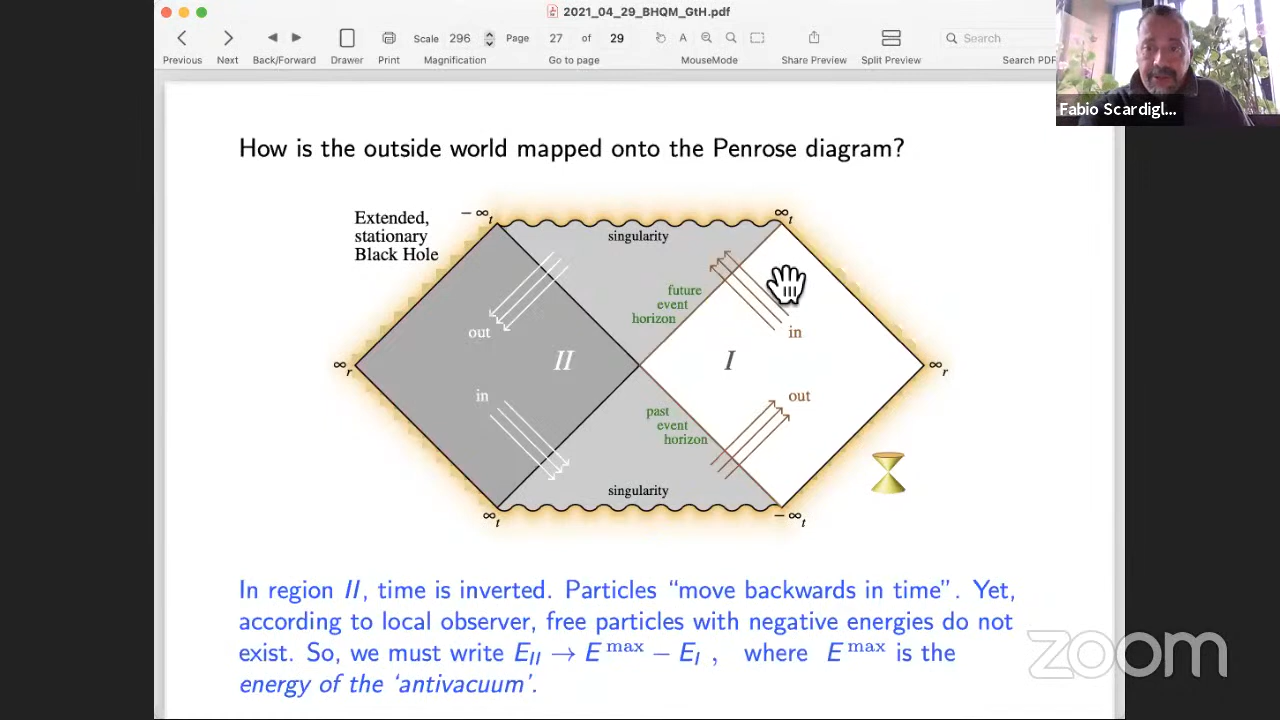 2021_04_29_BHQM_GtH.pdf
Previous Next Back/Forward Drawer Print Scale 296 Magnification Page 27 of 29 Go to page A MouseMode Share Preview Split Preview Search Search PDF
Fabio Scardigl...
How is the outside world mapped onto the Penrose diagram?
Extended,
stationary
Black Hole
− ∞t
∞t
singularity
future
event
horizon
out
in
∞r
II
I
∞r
in
out
past
event
horizon
singularity
∞t
− ∞t
In region II, time is inverted. Particles “move backwards in time”. Yet,
according to local observer, free particles with negative energies do not
exist. So, we must write E_II → E^max − E_I , where E^max is the
energy of the ‘antivacuum’.
zoom